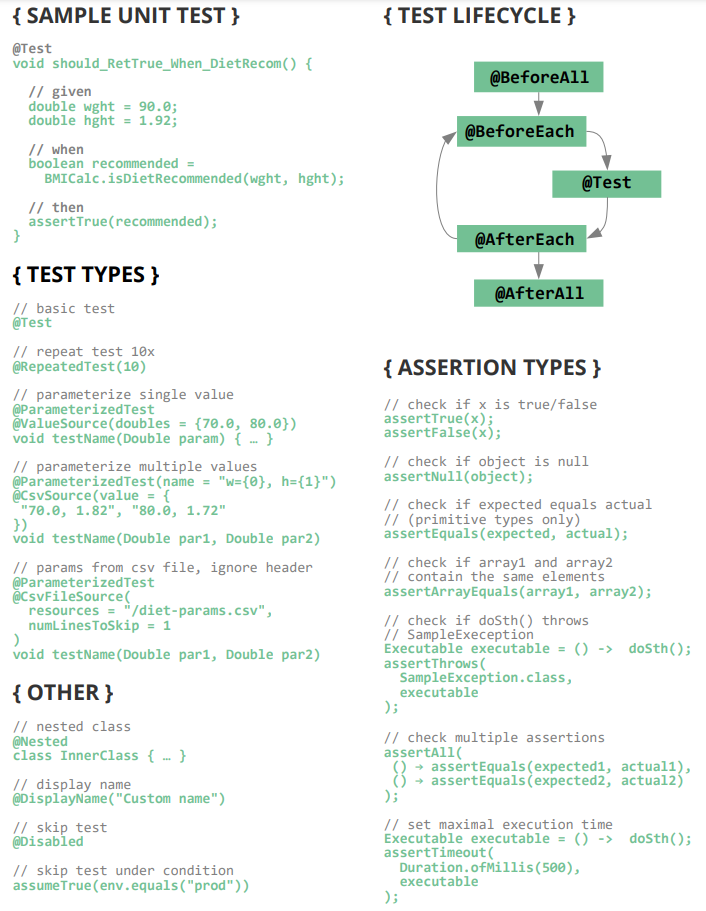 { SAMPLE UNIT TEST }
@Test
void should_RetTrue_When_DietRecom() {
// given
double wght = 90.0;
double hght = 1.92;
// when
boolean recommended =
BMICalc.isDietRecommended(wght, hght);
// then
assertTrue(recommended);
}
{ TEST TYPES }
// basic test
@Test
// repeat test 10x
@RepeatedTest(10)
// parameterize single value
@ParameterizedTest
@ValueSource(doubles = {70.0, 80.0})
void testName(Double param) { … }
// parameterize multiple values
@ParameterizedTest(name = "w={0}, h={1}")
@CsvSource(value = {
"70.0, 1.82", "80.0, 1.72"
})
void testName(Double par1, Double par2)
// params from csv file, ignore header
@ParameterizedTest
@CsvFileSource(
resources = "/diet-params.csv",
numLinesToSkip = 1
)
void testName(Double par1, Double par2)
{ OTHER }
// nested class
@Nested
class InnerClass { … }
// display name
@DisplayName("Custom name")
// skip test
@Disabled
// skip test under condition
assumeTrue(env.equals("prod"))
{ TEST LIFECYCLE }
@BeforeAll
@BeforeEach
@Test
@AfterEach
@AfterAll
{ ASSERTION TYPES }
// check if x is true/false
assertTrue(x);
assertFalse(x);
// check if object is null
assertNull(object);
// check if expected equals actual
// (primitive types only)
assertEquals(expected, actual);
// check if array1 and array2
// contain the same elements
assertArrayEquals(array1, array2);
// check if doSth() throws
// SampleExeception
Executable executable = () -> doSth();
assertThrows(
SampleException.class,
executable
);
// check multiple assertions
assertAll(
() → assertEquals(expected1, actual1),
() → assertEquals(expected2, actual2)
);
// set maximal execution time
Executable executable = () -> doSth();
assertTimeout(
Duration.ofMillis(500),
executable
);